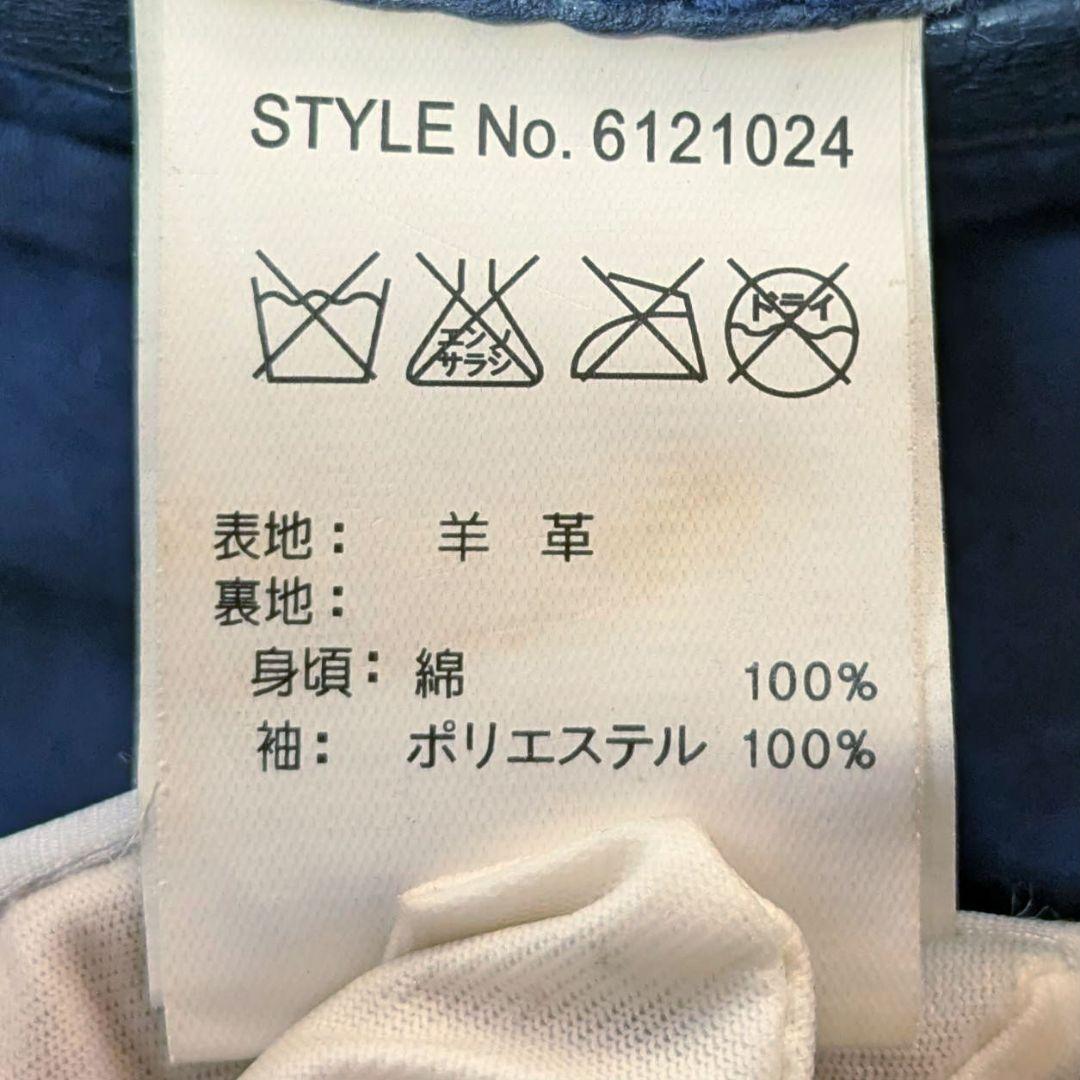 STYLE No. 6121024
エンソ
サラシ
ドライ
表地： 羊 革
裏地：
身頃： 綿 100%
袖： ポリエステル 100%